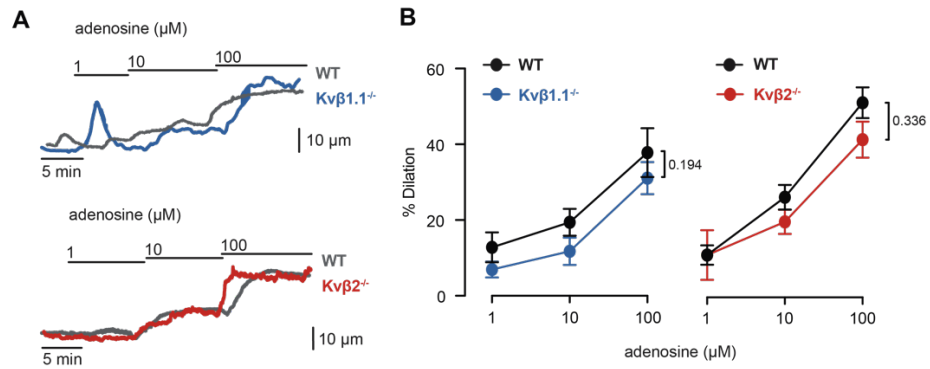 A
adenosine (µM)
1
10
100
WT
Kvβ1.1⁻/⁻
10 µm
5 min
adenosine (µM)
1
10
100
WT
Kvβ2⁻/⁻
10 µm
5 min
B
60
40
20
0
% Dilation
WT
Kvβ1.1⁻/⁻
0.194
1
10
100
WT
Kvβ2⁻/⁻
0.336
1
10
100
adenosine (µM)